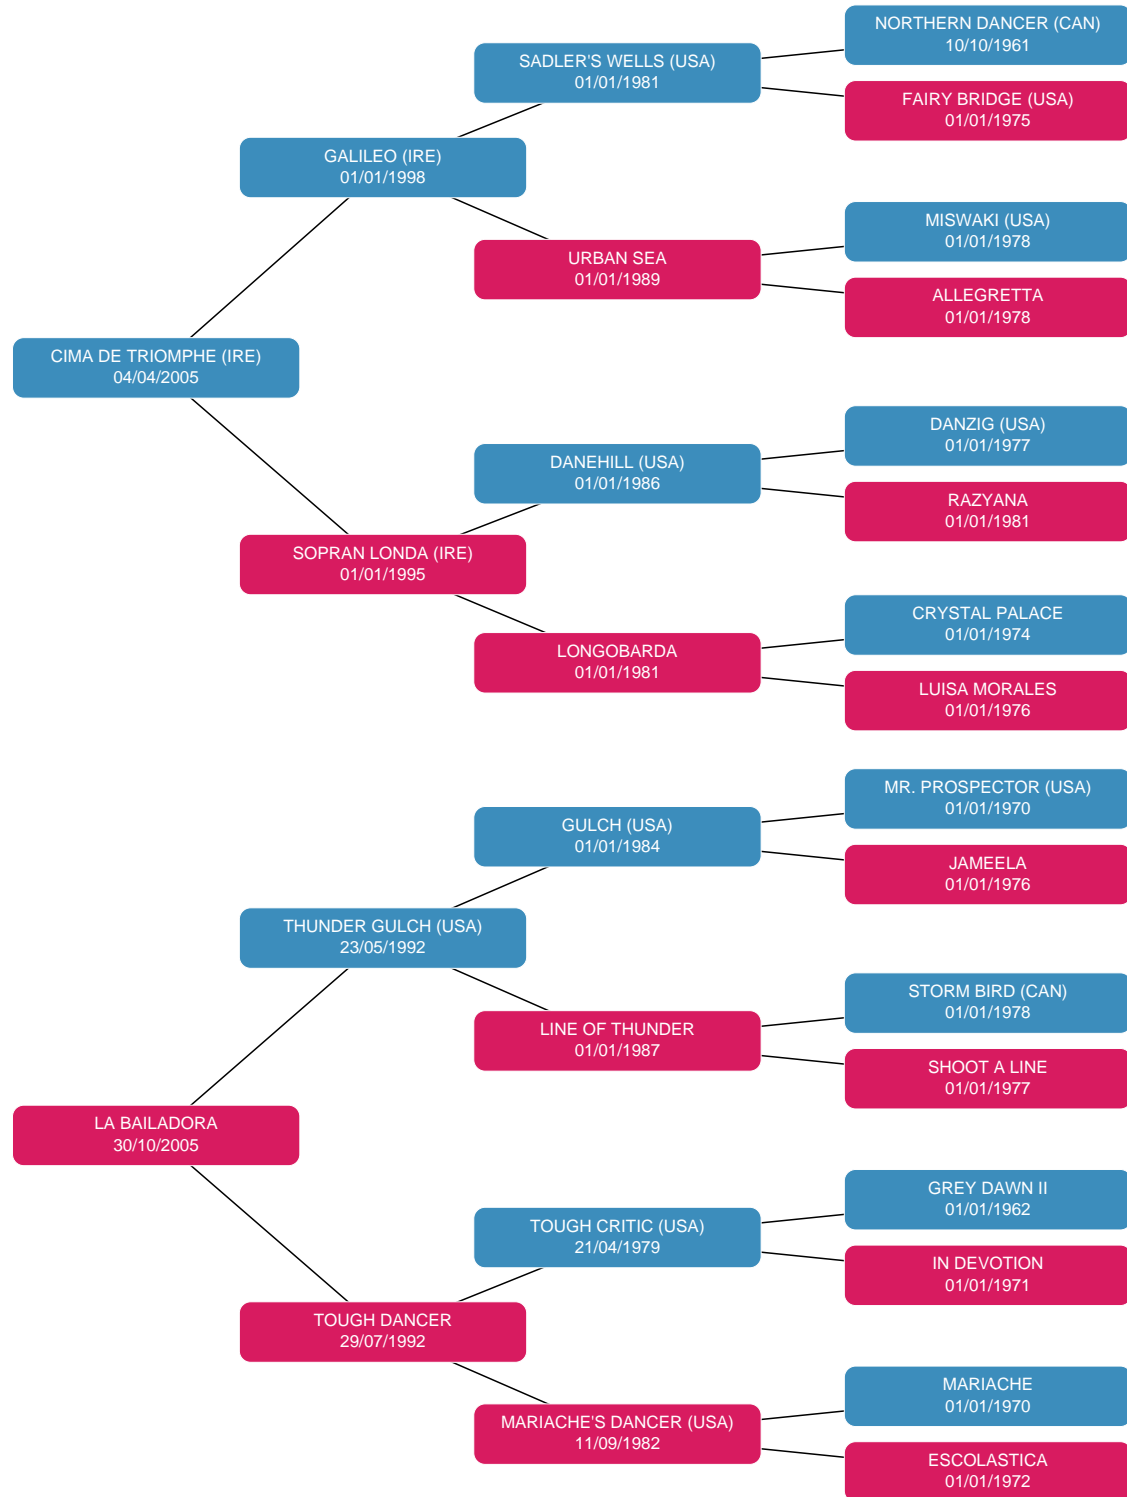 NORTHERN DANCER (CAN)
10/10/1961
SADLER'S WELLS (USA)
01/01/1981
FAIRY BRIDGE (USA)
01/01/1975
GALILEO (IRE)
01/01/1998
MISWAKI (USA)
01/01/1978
URBAN SEA
01/01/1989
ALLEGRETTA
01/01/1978
CIMA DE TRIOMPHE (IRE)
04/04/2005
DANZIG (USA)
01/01/1977
DANEHILL (USA)
01/01/1986
RAZYANA
01/01/1981
SOPRAN LONDA (IRE)
01/01/1995
CRYSTAL PALACE
01/01/1974
LONGOBARDA
01/01/1981
LUISA MORALES
01/01/1976
MR. PROSPECTOR (USA)
01/01/1970
GULCH (USA)
01/01/1984
JAMEELA
01/01/1976
THUNDER GULCH (USA)
23/05/1992
STORM BIRD (CAN)
01/01/1978
LINE OF THUNDER
01/01/1987
SHOOT A LINE
01/01/1977
LA BAILADORA
30/10/2005
GREY DAWN II
01/01/1962
TOUGH CRITIC (USA)
21/04/1979
IN DEVOTION
01/01/1971
TOUGH DANCER
29/07/1992
MARIACHE
01/01/1970
MARIACHE'S DANCER (USA)
11/09/1982
ESCOLASTICA
01/01/1972